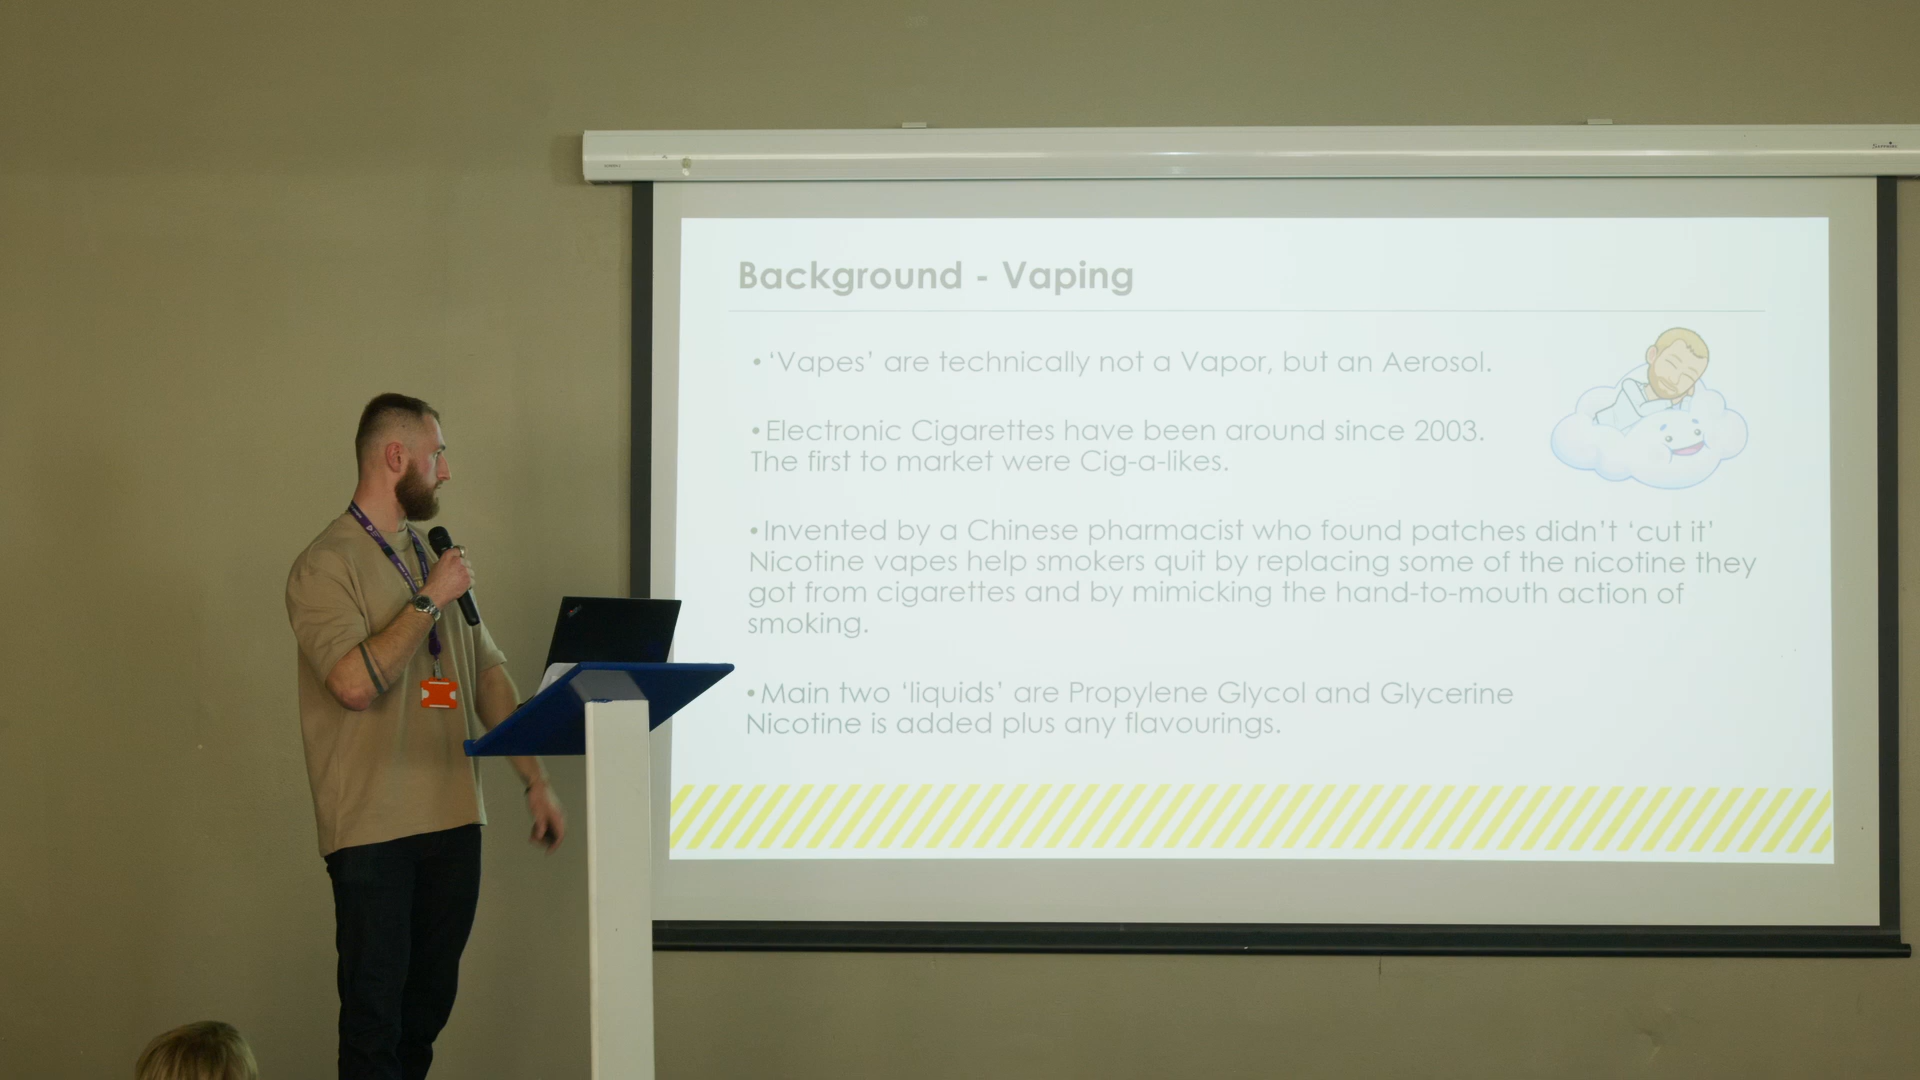 Background - Vaping
• ‘Vapes’ are technically not a Vapor, but an Aerosol.
• Electronic Cigarettes have been around since 2003.
The first to market were Cig-a-likes.
• Invented by a Chinese pharmacist who found patches didn’t ‘cut it’
Nicotine vapes help smokers quit by replacing some of the nicotine they
got from cigarettes and by mimicking the hand-to-mouth action of
smoking.
• Main two ‘liquids’ are Propylene Glycol and Glycerine
Nicotine is added plus any flavourings.